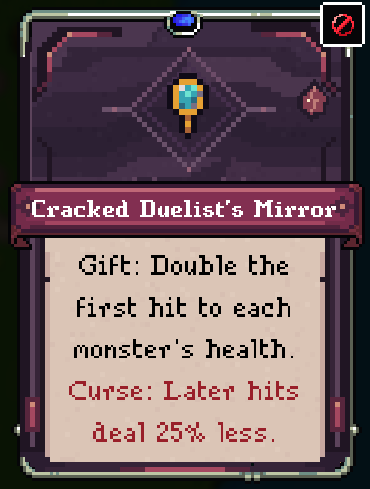 Cracked Duelist's Mirror
Gift: Double the
first hit to each
monster's health.
Curse: Later hits
deal 25% less.